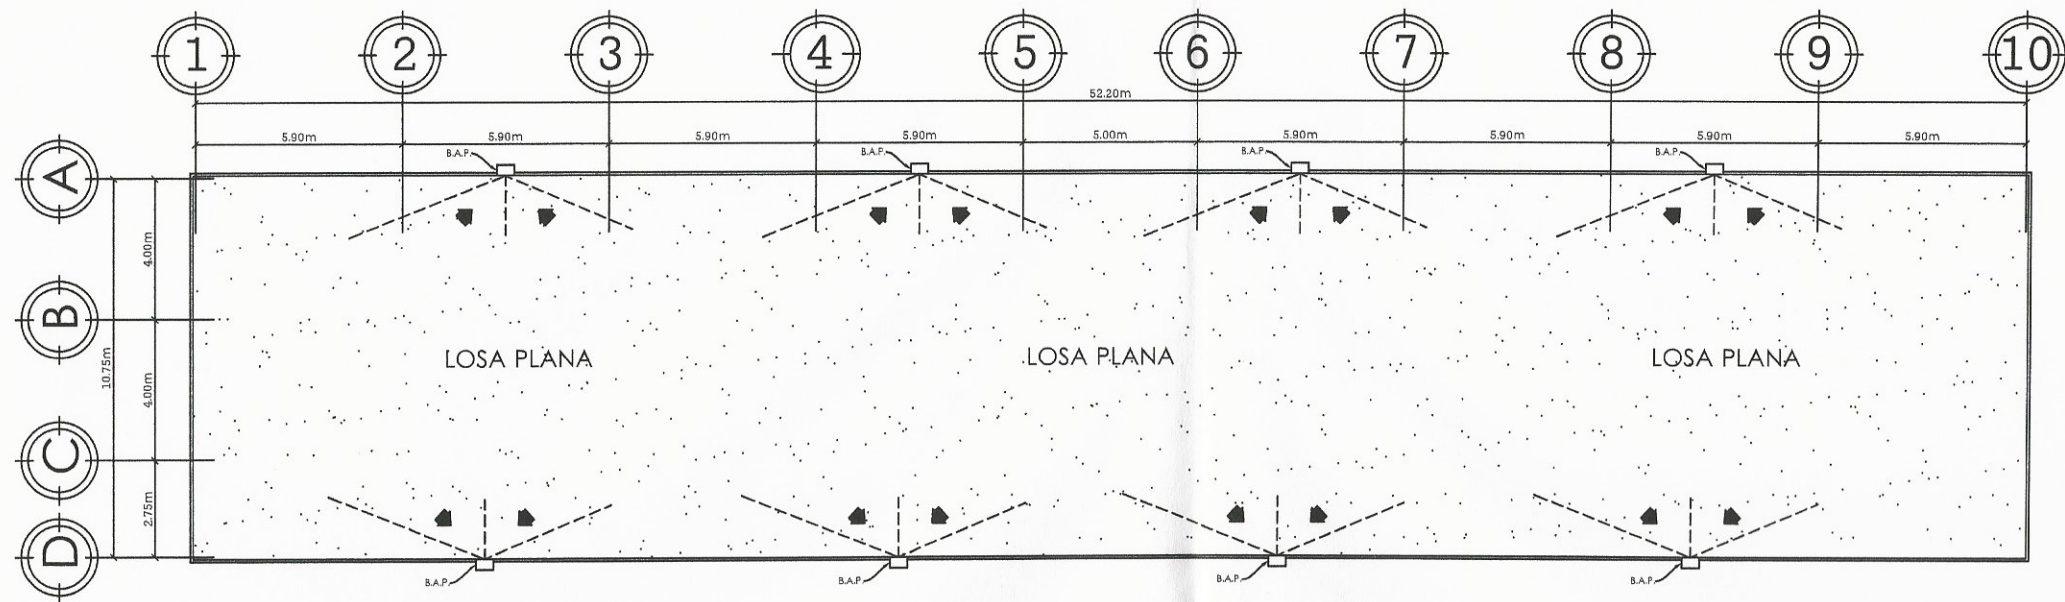 1 2 3 4 5 6 7 8 9 10
52.20m
5.90m 5.90m 5.90m 5.90m 5.00m 5.90m 5.90m 5.90m 5.90m
B.A.P. B.A.P. B.A.P. B.A.P.
A
4.00m
B
10.75m
LOSA PLANA LOSA PLANA LOSA PLANA
4.00m
C
2.75m
D
B.A.P. B.A.P. B.A.P. B.A.P.